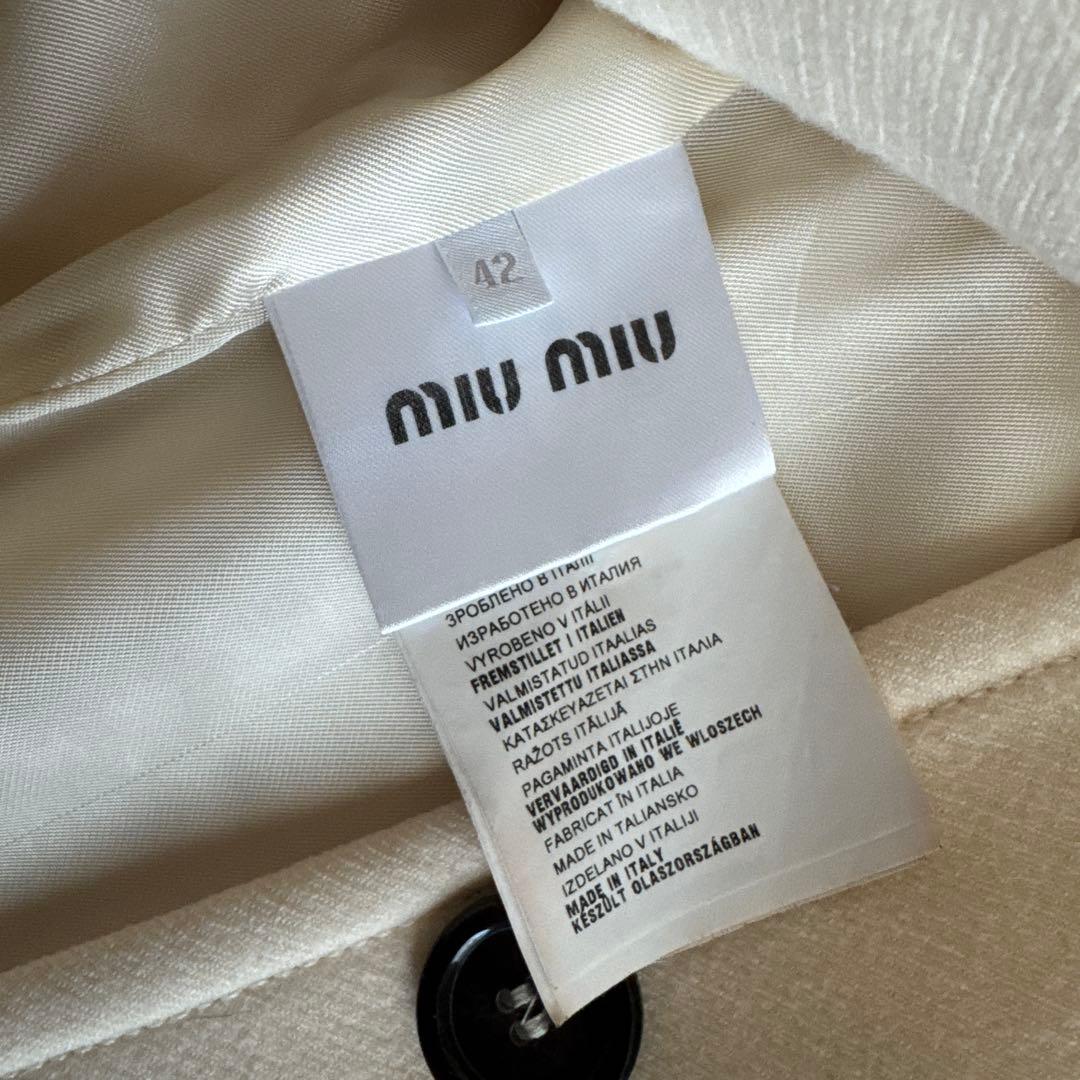 42
MIU MIU
ЗРОБЛЕНО В ІТАЛІЇ
ИЗРАБОТЕНО В ИТАЛИЯ
VYROBENO V ITÁLII
FREMSTILLET I ITALIEN
VALMISTATUD ITAALIAS
VALMISTETTU ITALIASSA
ΚΑΤΑΣΚΕΥΑΖΕΤΑΙ ΣΤΗΝ ΙΤΑΛΙΑ
RAŽOTS ITĀLIJĀ
PAGAMINTA ITALIJOJE
VERVAARDIGD IN ITALIË
WYPRODUKOWANO WE WLOSZECH
FABRICAT ÎN ITALIA
MADE IN TALIANSKO
IZDELANO V ITALIJI
MADE IN ITALY
KÉSZÜLT OLASZORSZÁGBAN